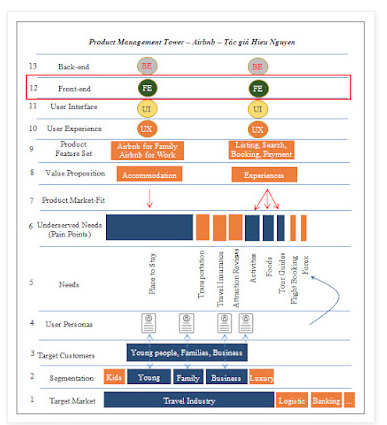 Product Management Tower – Airbnb – Tác giả Hieu Nguyen
13 Back-end BE BE
12 Front-end FE FE
11 User Interface UI UI
10 User Experience UX UX
9 Product Feature Set
Airbnb for Family
Airbnb for Work
Listing, Search,
Booking, Payment
8 Value Proposition Accommodation Experiences
7 Product Market-Fit
6 Underserved Needs
(Pain Points)
5 Needs
Place to Stay
Transportation
Travel Insurance
Attraction Reviews
Activities
Foods
Tour Guides
Flight Booking
Forex
4 User Personas
3 Target Customers Young people, Families, Business
2 Segmentation Kids Young Family Business Luxury
1 Target Market Travel Industry Logistic Banking ...